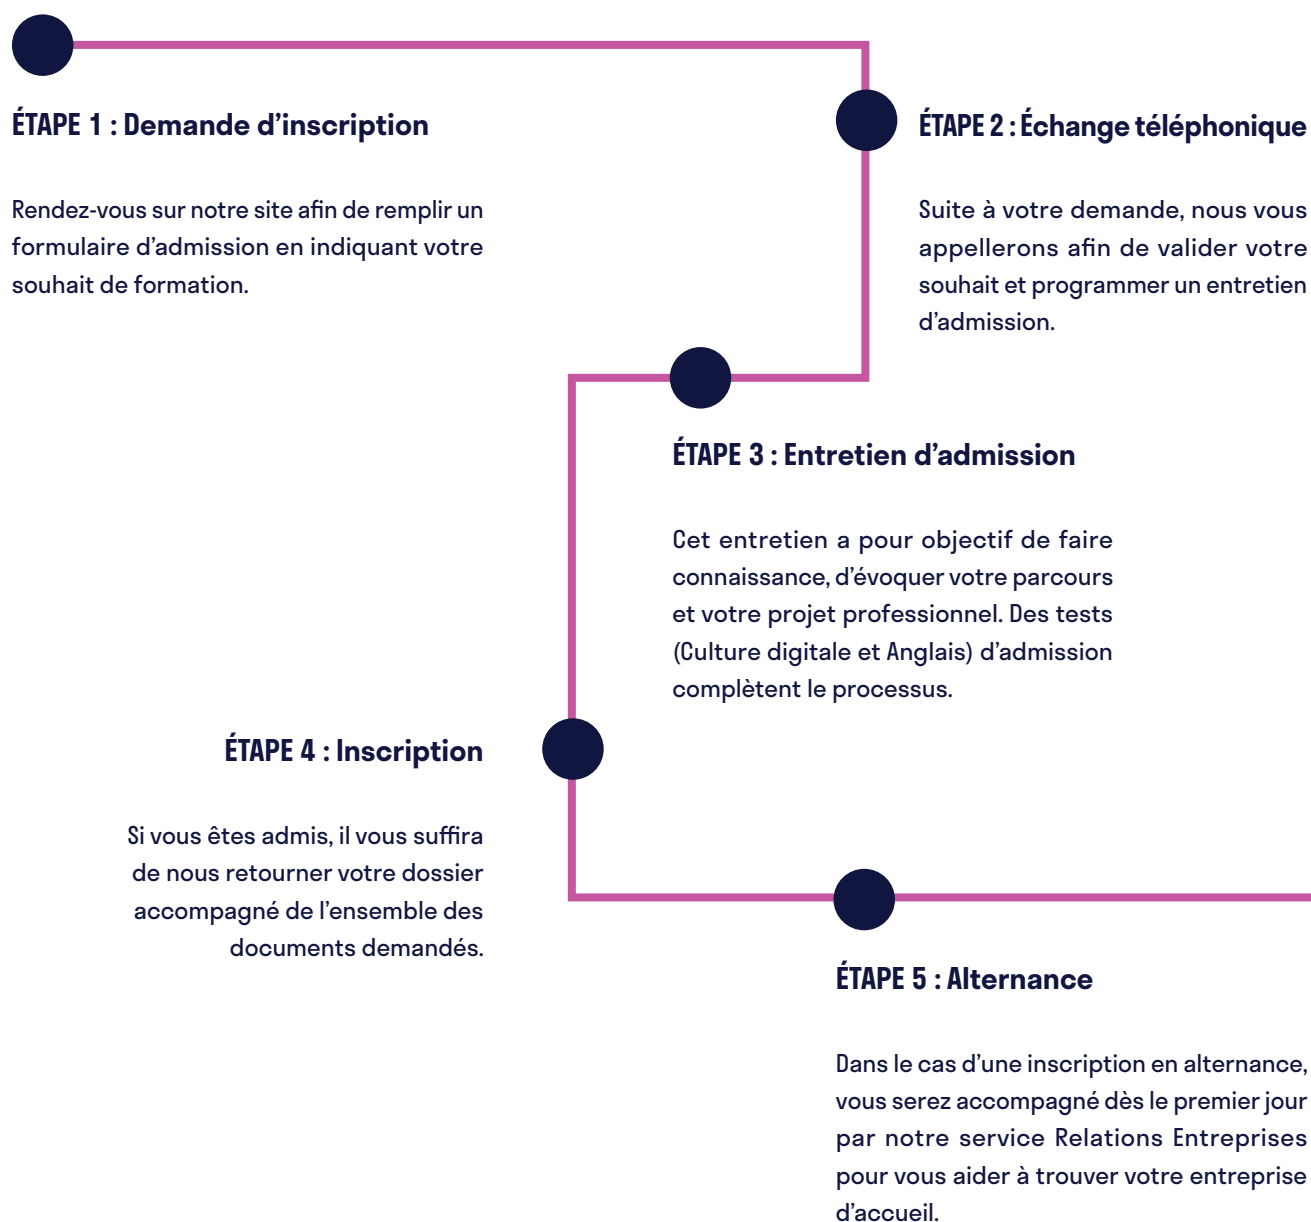 ÉTAPE 1 : Demande d’inscription
Rendez-vous sur notre site afin de remplir un
formulaire d’admission en indiquant votre
souhait de formation.
ÉTAPE 2 : Échange téléphonique
Suite à votre demande, nous vous
appellerons afin de valider votre
souhait et programmer un entretien
d’admission.
ÉTAPE 3 : Entretien d’admission
Cet entretien a pour objectif de faire
connaissance, d’évoquer votre parcours
et votre projet professionnel. Des tests
(Culture digitale et Anglais) d’admission
complètent le processus.
ÉTAPE 4 : Inscription
Si vous êtes admis, il vous suffira
de nous retourner votre dossier
accompagné de l’ensemble des
documents demandés.
ÉTAPE 5 : Alternance
Dans le cas d’une inscription en alternance,
vous serez accompagné dès le premier jour
par notre service Relations Entreprises
pour vous aider à trouver votre entreprise
d’accueil.